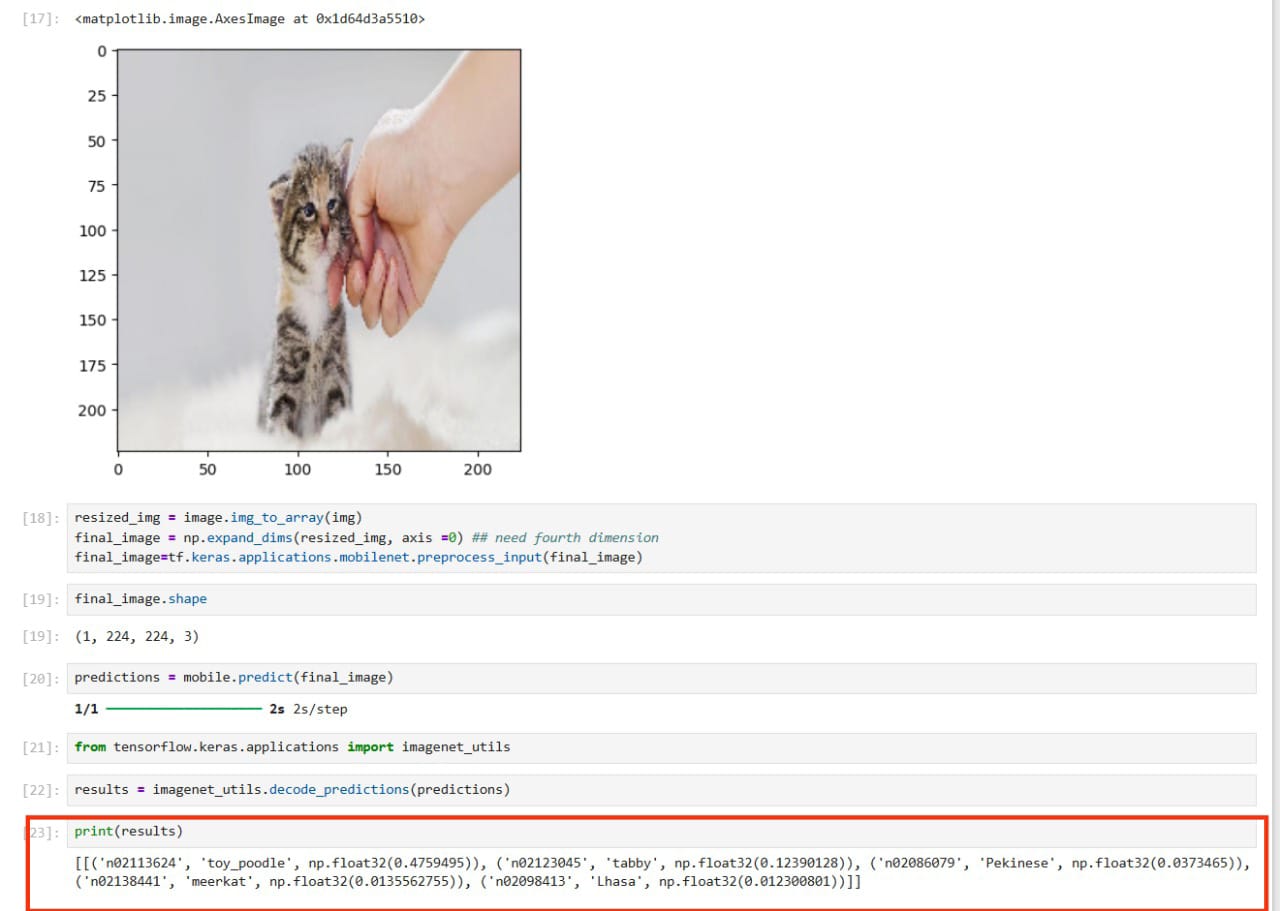 [17]: <matplotlib.image.AxesImage at 0x1d64d3a5510>
0
25
50
75
100
125
150
175
200
0 50 100 150 200
[18]: resized_img = image.img_to_array(img)
final_image = np.expand_dims(resized_img, axis =0) ## need fourth dimension
final_image=tf.keras.applications.mobilenet.preprocess_input(final_image)
[19]: final_image.shape
[19]: (1, 224, 224, 3)
[20]: predictions = mobile.predict(final_image)
1/1 ━━━━━━━━━━━━━━━━━━━━ 2s 2s/step
[21]: from tensorflow.keras.applications import imagenet_utils
[22]: results = imagenet_utils.decode_predictions(predictions)
[23]: print(results)
[[('n02113624', 'toy_poodle', np.float32(0.4759495)), ('n02123045', 'tabby', np.float32(0.12390128)), ('n02086079', 'Pekinese', np.float32(0.0373465)),
('n02138441', 'meerkat', np.float32(0.0135562755)), ('n02098413', 'Lhasa', np.float32(0.012300801))]]